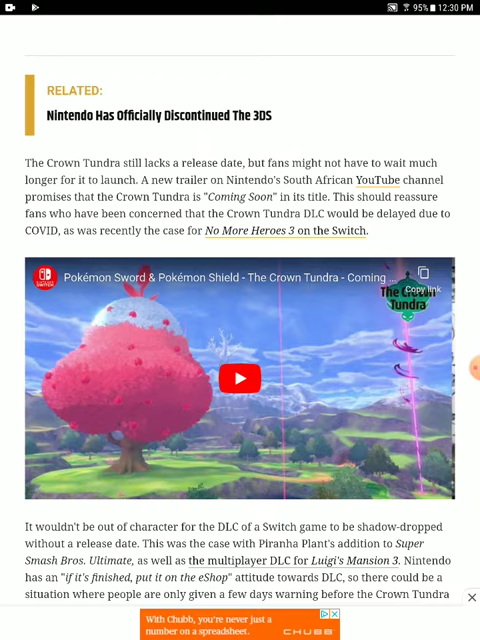 95% 12:30 PM
RELATED:
Nintendo Has Officially Discontinued The 3DS
The Crown Tundra still lacks a release date, but fans might not have to wait much
longer for it to launch. A new trailer on Nintendo's South African YouTube channel
promises that the Crown Tundra is "Coming Soon" in its title. This should reassure
fans who have been concerned that the Crown Tundra DLC would be delayed due to
COVID, as was recently the case for No More Heroes 3 on the Switch.
Pokémon Sword & Pokémon Shield - The Crown Tundra - Coming ...
Copy link
The Crown
Tundra
It wouldn't be out of character for the DLC of a Switch game to be shadow-dropped
without a release date. This was the case with Piranha Plant's addition to Super
Smash Bros. Ultimate, as well as the multiplayer DLC for Luigi's Mansion 3. Nintendo
has an "if it's finished, put it on the eShop" attitude towards DLC, so there could be a
situation where people are only given a few days warning before the Crown Tundra
With Chubb, you're never just a
number on a spreadsheet.
CHUBB